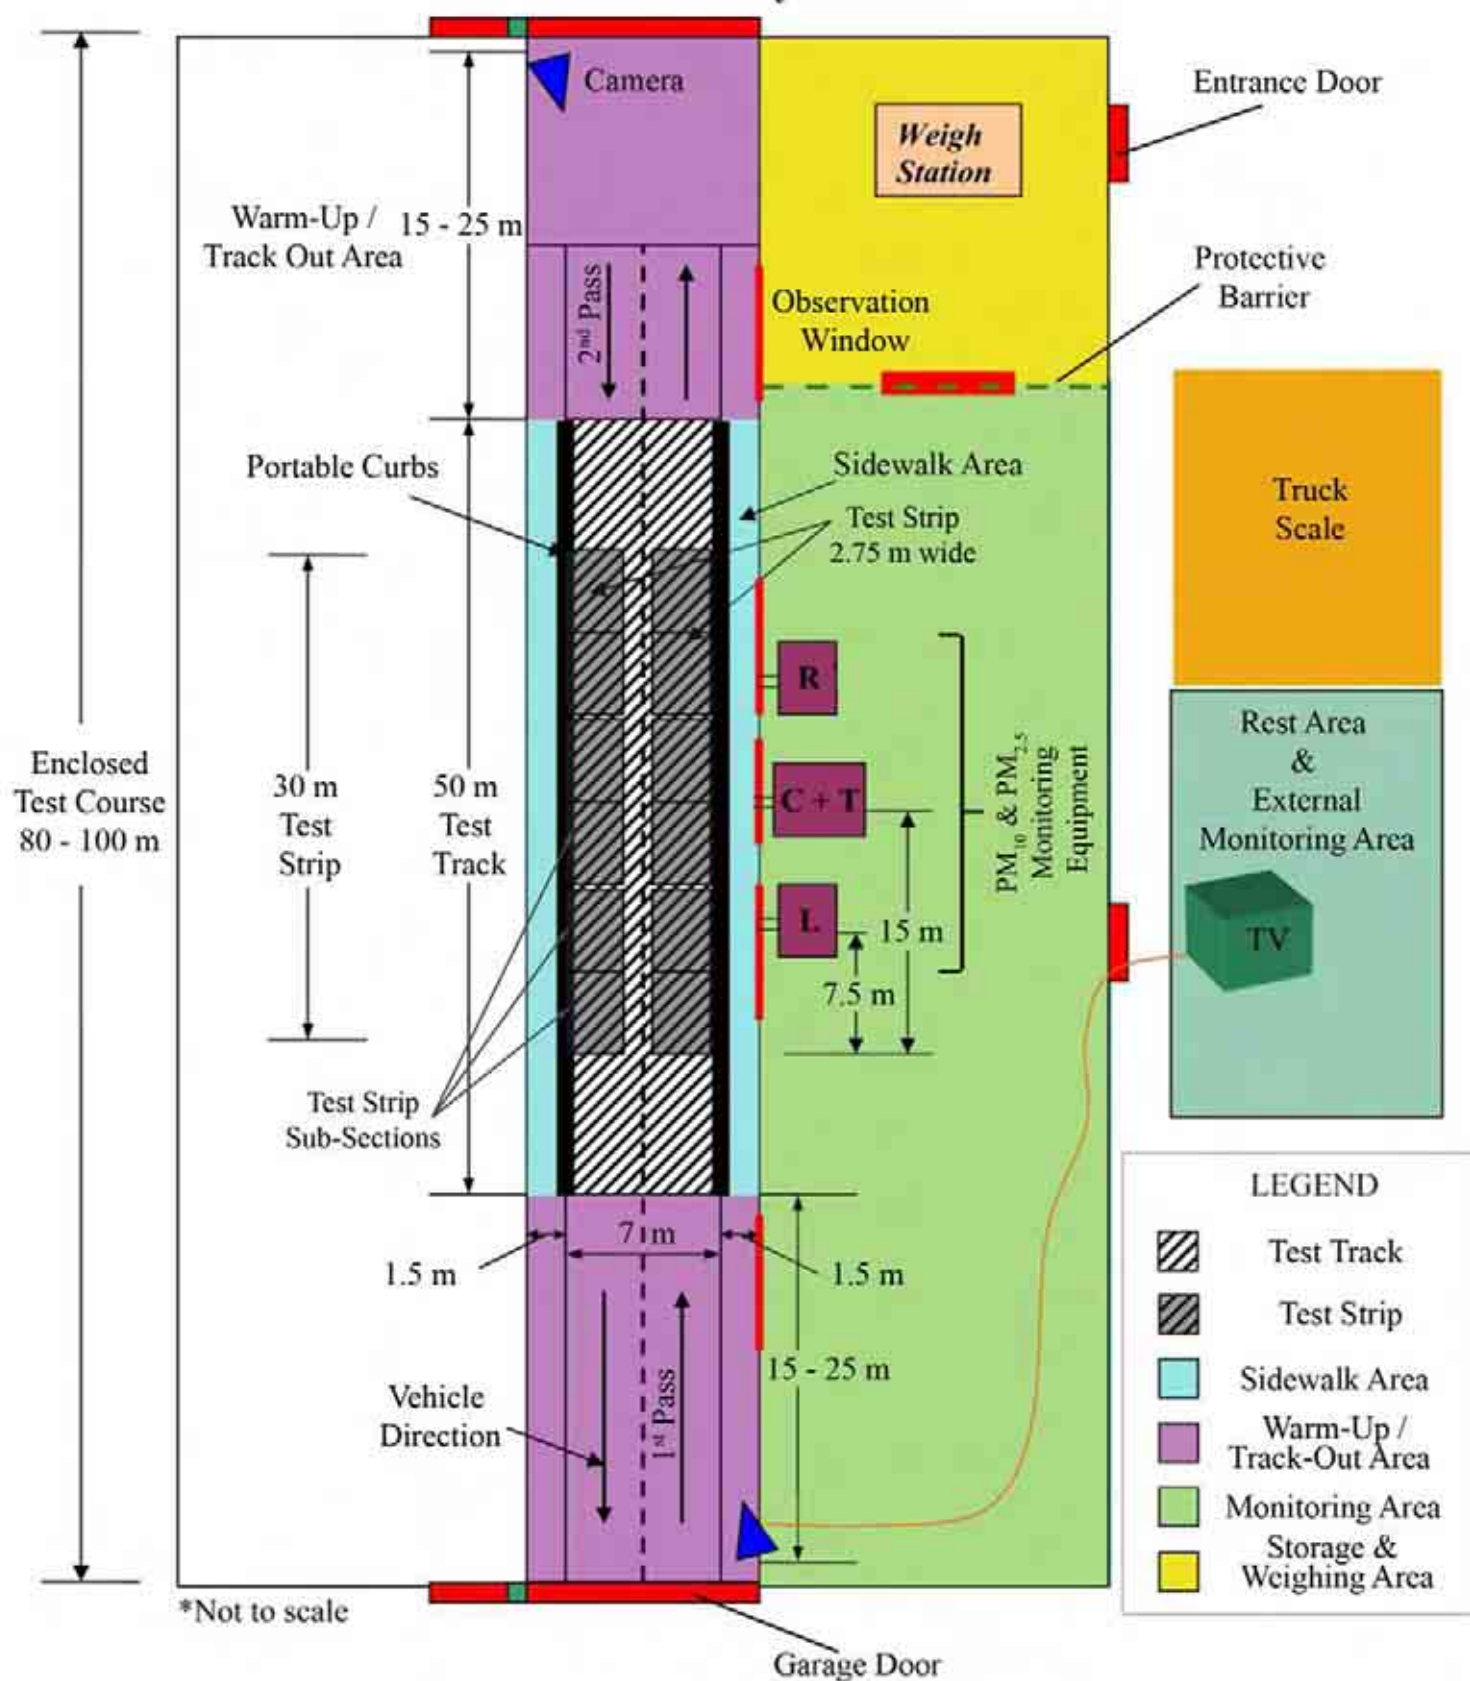 Camera
Entrance Door
Weigh
Station
Warm-Up /
Track Out Area
15 - 25 m
2nd Pass
Observation
Window
Protective
Barrier
Portable Curbs
Sidewalk Area
Test Strip
2.75 m wide
Truck
Scale
R
C + T
L
PM10 & PM2.5
Monitoring
Equipment
Enclosed
Test Course
80 - 100 m
30 m
Test
Strip
50 m
Test
Track
15 m
7.5 m
Rest Area
&
External
Monitoring Area
TV
Test Strip
Sub-Sections
1.5 m
7 m
1.5 m
15 - 25 m
Vehicle
Direction
1st Pass
*Not to scale
Garage Door
LEGEND
Test Track
Test Strip
Sidewalk Area
Warm-Up /
Track-Out Area
Monitoring Area
Storage &
Weighing Area